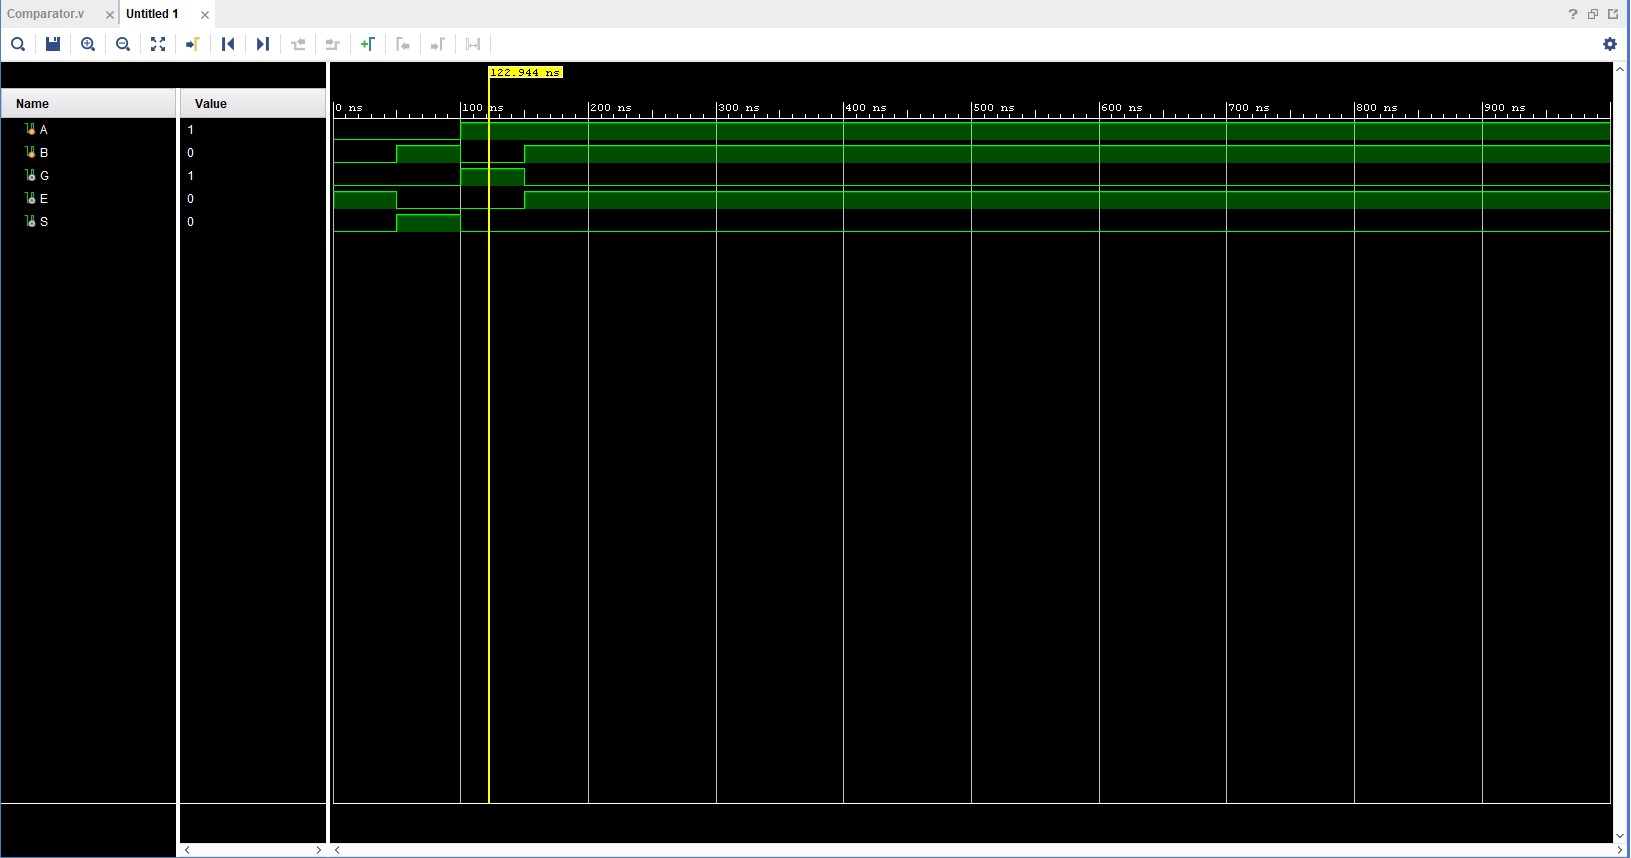 Comparator.v
Untitled 1
122.944 ns
Name Value
0 ns 100 ns 200 ns 300 ns 400 ns 500 ns 600 ns 700 ns 800 ns 900 ns
A 1
B 0
G 1
E 0
S 0